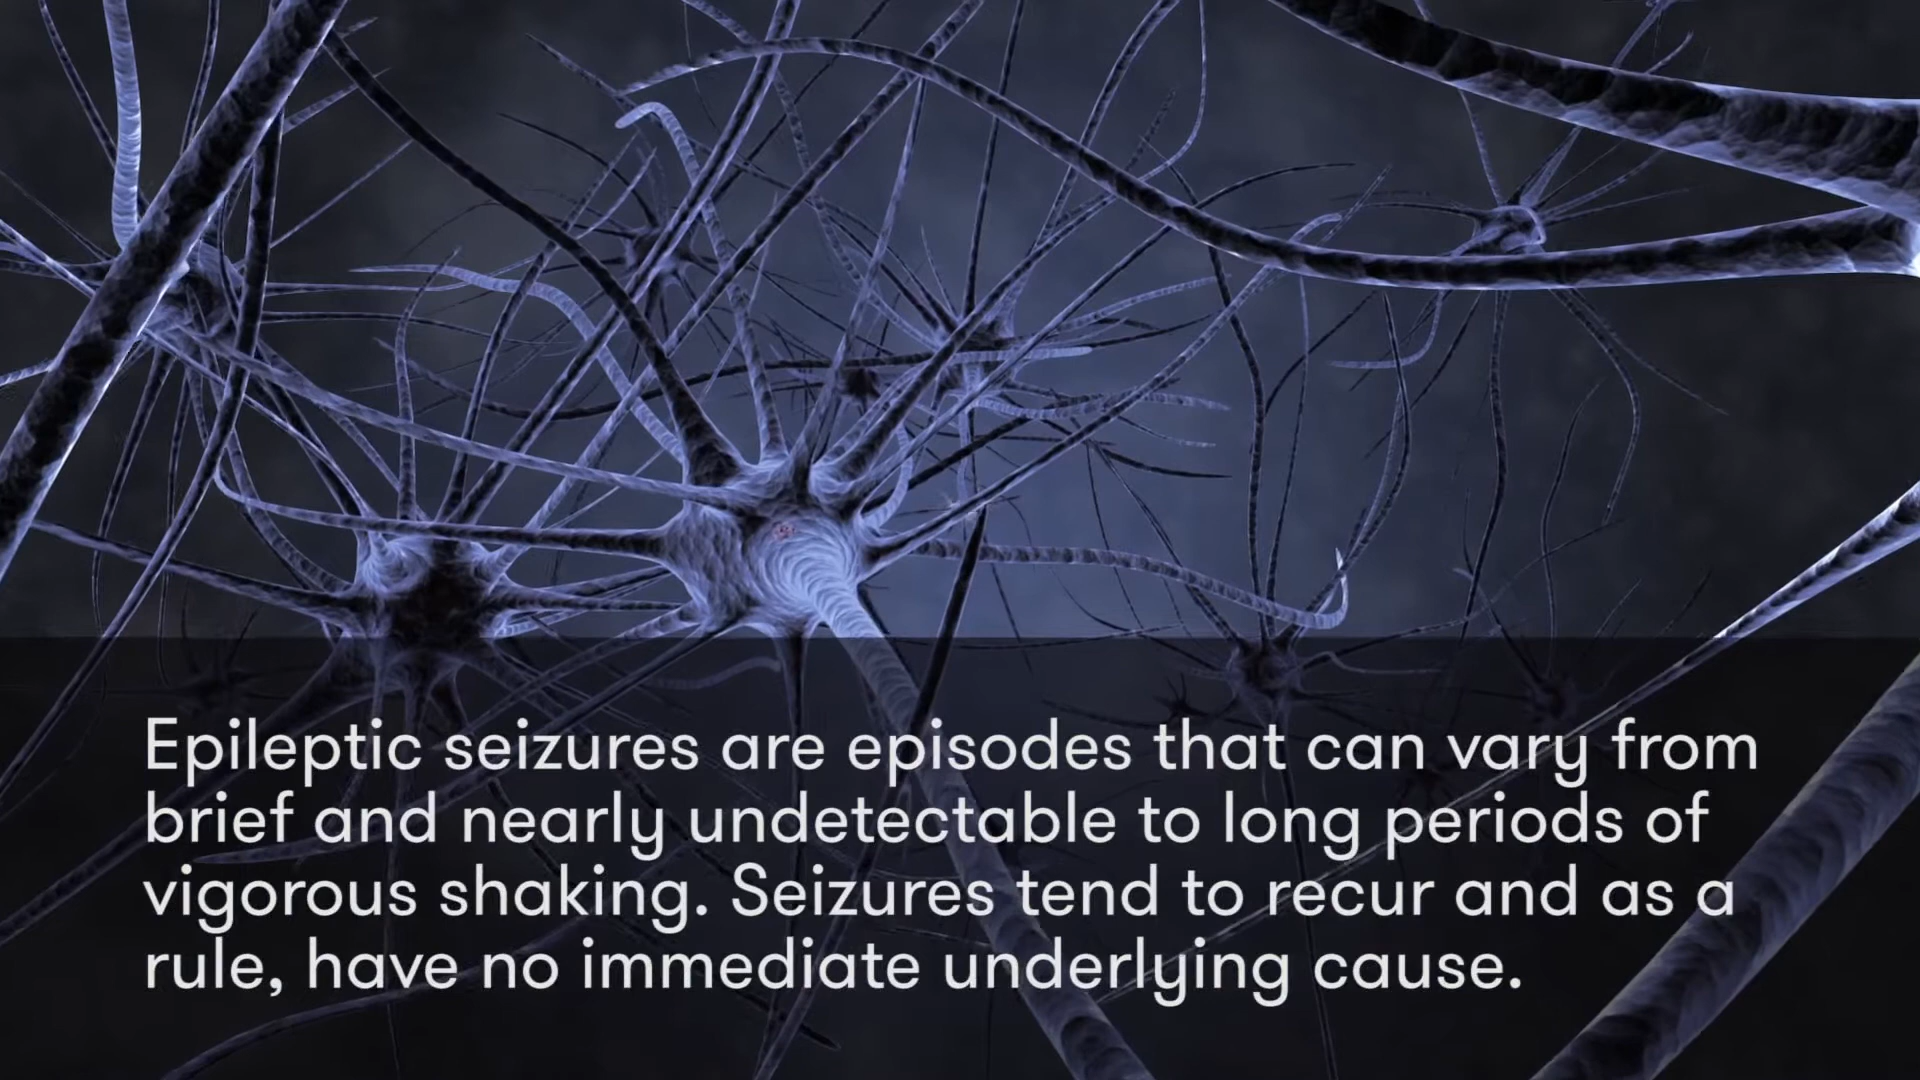 Epileptic seizures are episodes that can vary from
brief and nearly undetectable to long periods of
vigorous shaking. Seizures tend to recur and as a
rule, have no immediate underlying cause.